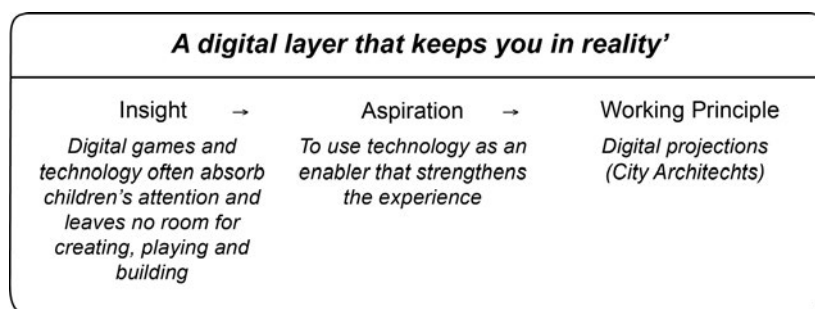 A digital layer that keeps you in reality’
Insight → Aspiration → Working Principle
Digital games and
technology often absorb
children’s attention and
leaves no room for
creating, playing and
building
To use technology as an
enabler that strengthens
the experience
Digital projections
(City Architechts)